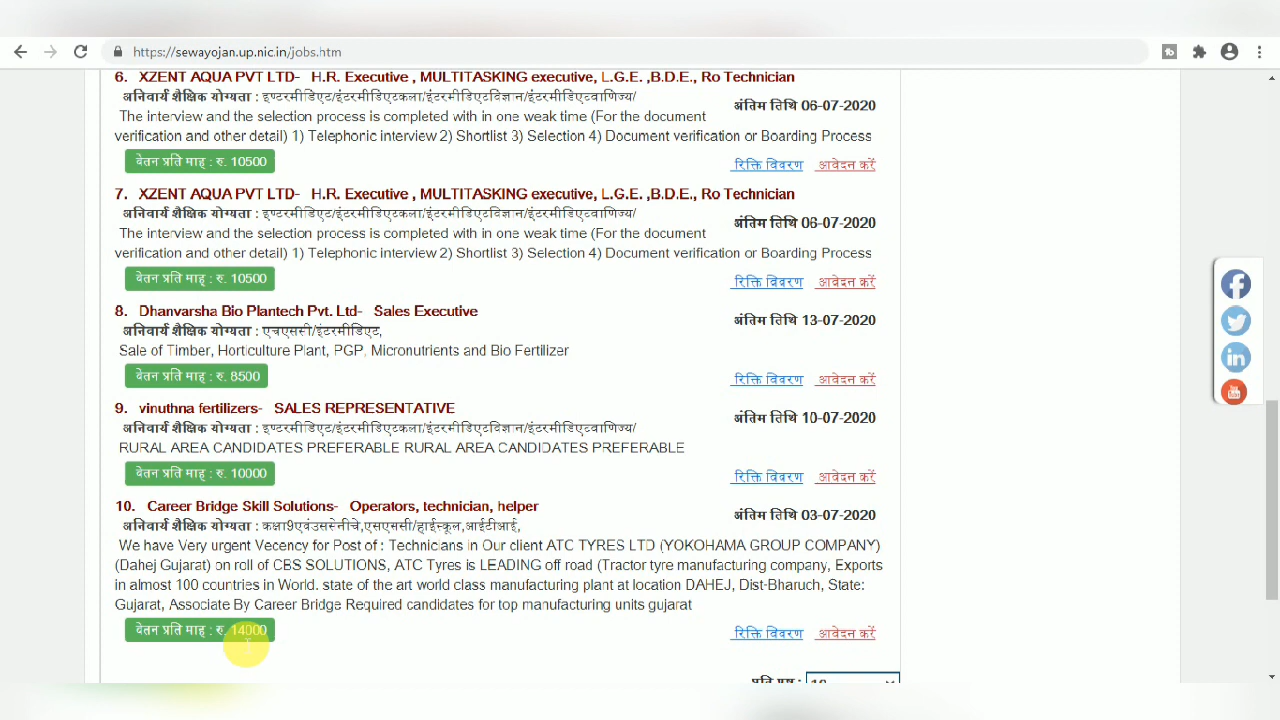 https://sewayojan.up.nic.in/jobs.htm
6. XZENT AQUA PVT LTD- H.R. Executive , MULTITASKING executive, L.G.E. ,B.D.E., Ro Technician
अनिवार्य शैक्षिक योग्यता : इण्टरमीडिएट/इंटरमीडिएटकला/इंटरमीडिएटविज्ञान/इंटरमीडिएटवाणिज्य/
अंतिम तिथि 06-07-2020
The interview and the selection process is completed with in one weak time (For the document
verification and other detail) 1) Telephonic interview 2) Shortlist 3) Selection 4) Document verification or Boarding Process
वेतन प्रति माह : रु. 10500
रिक्ति विवरण आवेदन करें
7. XZENT AQUA PVT LTD- H.R. Executive , MULTITASKING executive, L.G.E. ,B.D.E., Ro Technician
अनिवार्य शैक्षिक योग्यता : इण्टरमीडिएट/इंटरमीडिएटकला/इंटरमीडिएटविज्ञान/इंटरमीडिएटवाणिज्य/
अंतिम तिथि 06-07-2020
The interview and the selection process is completed with in one weak time (For the document
verification and other detail) 1) Telephonic interview 2) Shortlist 3) Selection 4) Document verification or Boarding Process
वेतन प्रति माह : रु. 10500
रिक्ति विवरण आवेदन करें
8. Dhanvarsha Bio Plantech Pvt. Ltd- Sales Executive
अंतिम तिथि 13-07-2020
अनिवार्य शैक्षिक योग्यता : एचएससी/इंटरमीडिएट,
Sale of Timber, Horticulture Plant, PGP, Micronutrients and Bio Fertilizer
वेतन प्रति माह : रु. 8500
रिक्ति विवरण आवेदन करें
9. vinuthna fertilizers- SALES REPRESENTATIVE
अंतिम तिथि 10-07-2020
अनिवार्य शैक्षिक योग्यता : इण्टरमीडिएट/इंटरमीडिएटकला/इंटरमीडिएटविज्ञान/इंटरमीडिएटवाणिज्य/
RURAL AREA CANDIDATES PREFERABLE RURAL AREA CANDIDATES PREFERABLE
वेतन प्रति माह : रु. 10000
रिक्ति विवरण आवेदन करें
10. Career Bridge Skill Solutions- Operators, technician, helper
अंतिम तिथि 03-07-2020
अनिवार्य शैक्षिक योग्यता : कक्षा9एवंउससेनीचे,एसएससी/हाईस्कूल,आईटीआई,
We have Very urgent Vecency for Post of : Technicians in Our client ATC TYRES LTD (YOKOHAMA GROUP COMPANY)
(Dahej Gujarat) on roll of CBS SOLUTIONS, ATC Tyres is LEADING off road (Tractor tyre manufacturing company, Exports
in almost 100 countries in World. state of the art world class manufacturing plant at location DAHEJ, Dist-Bharuch, State:
Gujarat, Associate By Career Bridge Required candidates for top manufacturing units gujarat
वेतन प्रति माह : रु. 14000
रिक्ति विवरण आवेदन करें